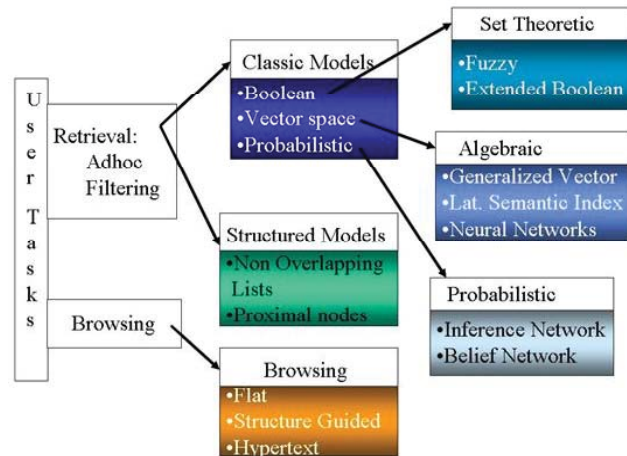 User Tasks
Retrieval:
Adhoc
Filtering
Browsing
Classic Models
•Boolean
•Vector space
•Probabilistic
Structured Models
•Non Overlapping
Lists
•Proximal nodes
Browsing
•Flat
•Structure Guided
•Hypertext
Set Theoretic
•Fuzzy
•Extended Boolean
Algebraic
•Generalized Vector
•Lat. Semantic Index
•Neural Networks
Probabilistic
•Inference Network
•Belief Network